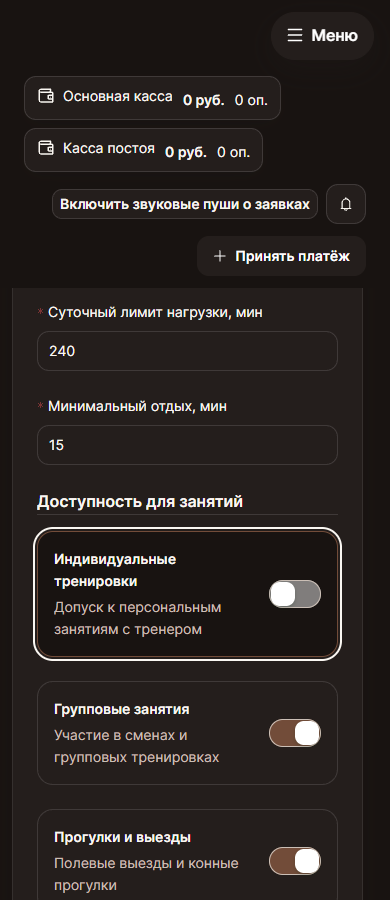 Меню
Основная касса 0 руб. 0 оп.
Касса постоя 0 руб. 0 оп.
Включить звуковые пуши о заявках
Принять платёж
* Суточный лимит нагрузки, мин
240
* Минимальный отдых, мин
15
Доступность для занятий
Индивидуальные
тренировки
Допуск к персональным
занятиям с тренером
Групповые занятия
Участие в сменах и
групповых тренировках
Прогулки и выезды
Полевые выезды и конные
прогулки